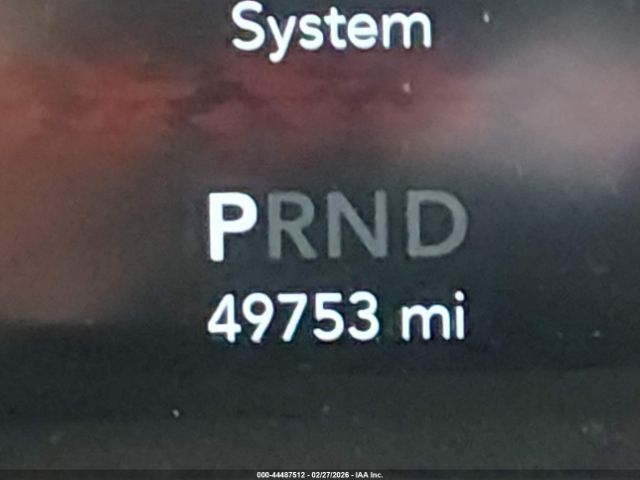 System
PRND
49753 mi
000-44487512 - 02/27/2026 - IAA Inc.